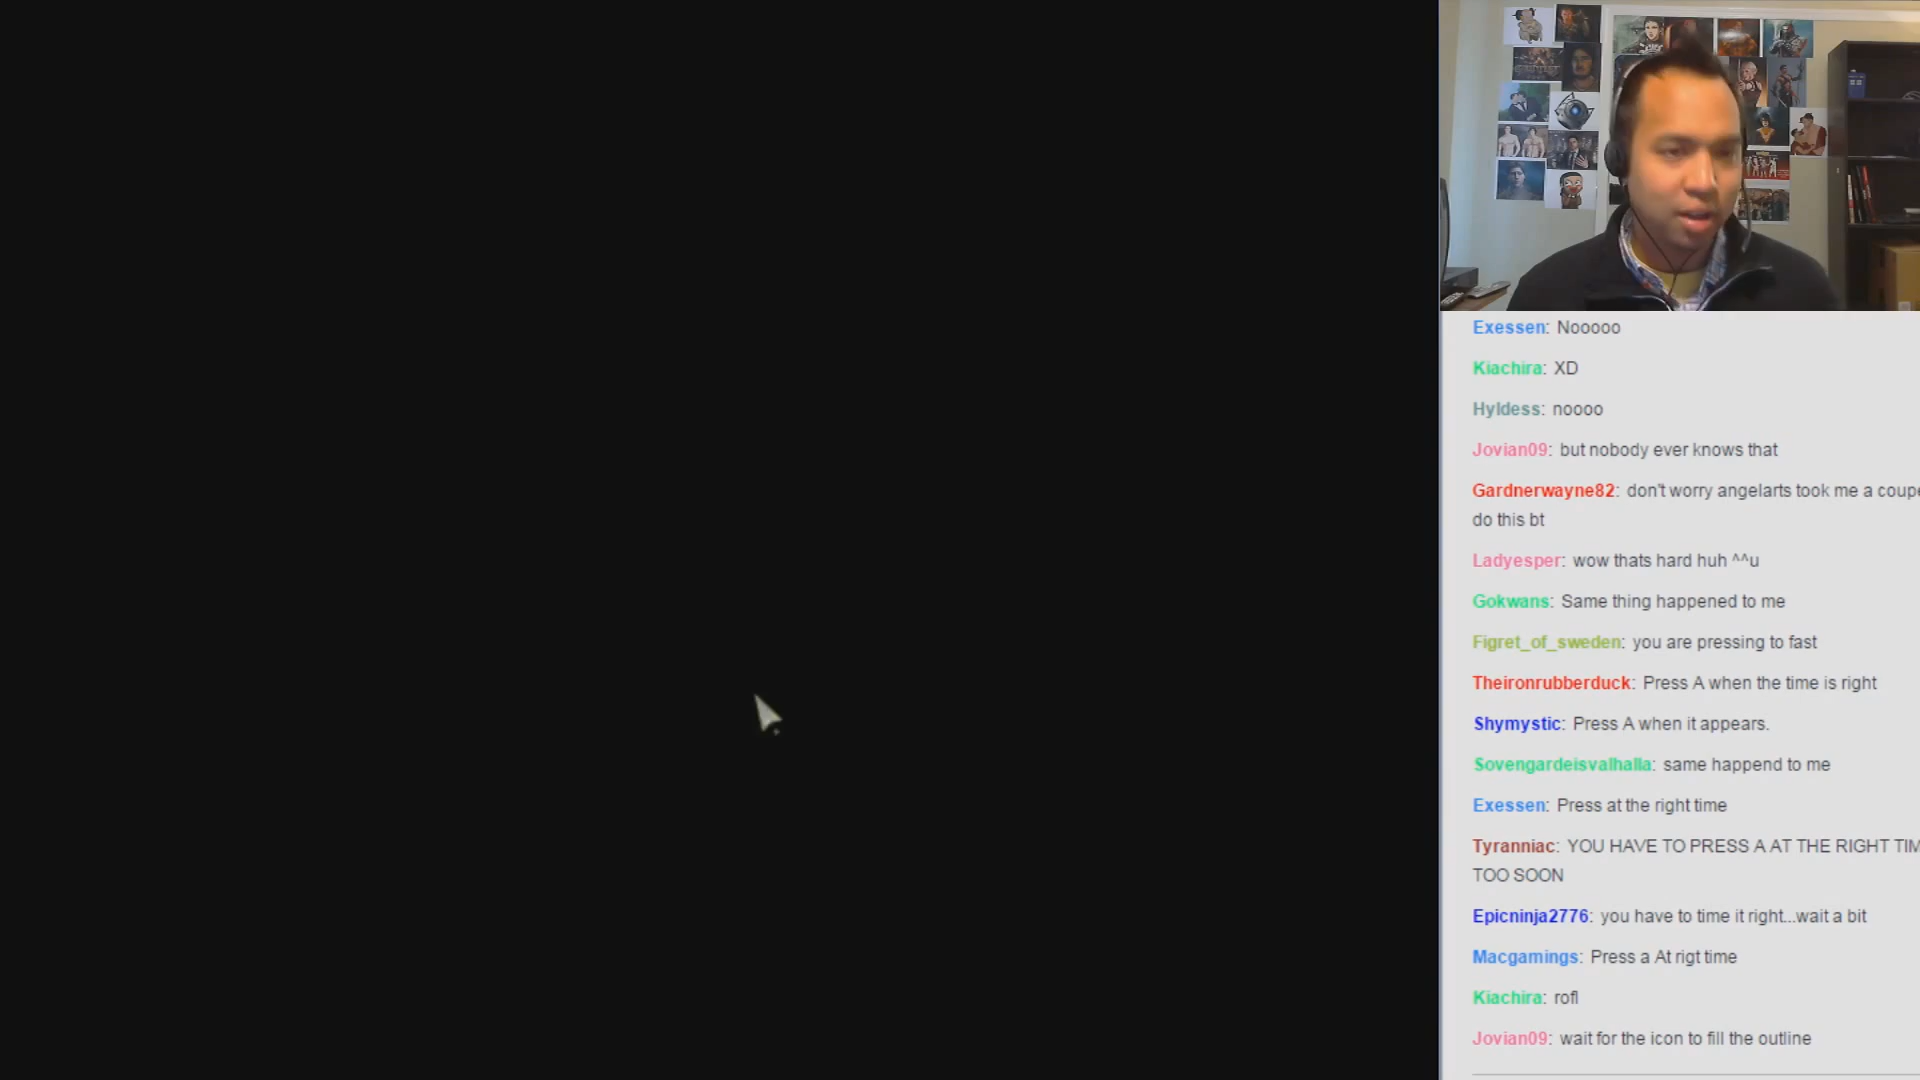 Exessen: Nooooo
Kiachira: XD
Hyldess: noooo
Jovian09: but nobody ever knows that
Gardnerwayne82: don't worry angelarts took me a coupe
do this bt
Ladyesper: wow thats hard huh ^^u
Gokwans: Same thing happened to me
Figret_of_sweden: you are pressing to fast
Theironrubberduck: Press A when the time is right
Shymystic: Press A when it appears.
Sovengardeisvalhalla: same happend to me
Exessen: Press at the right time
Tyranniac: YOU HAVE TO PRESS A AT THE RIGHT TIM
TOO SOON
Epicninja2776: you have to time it right...wait a bit
Macgamings: Press a At rigt time
Kiachira: rofl
Jovian09: wait for the icon to fill the outline